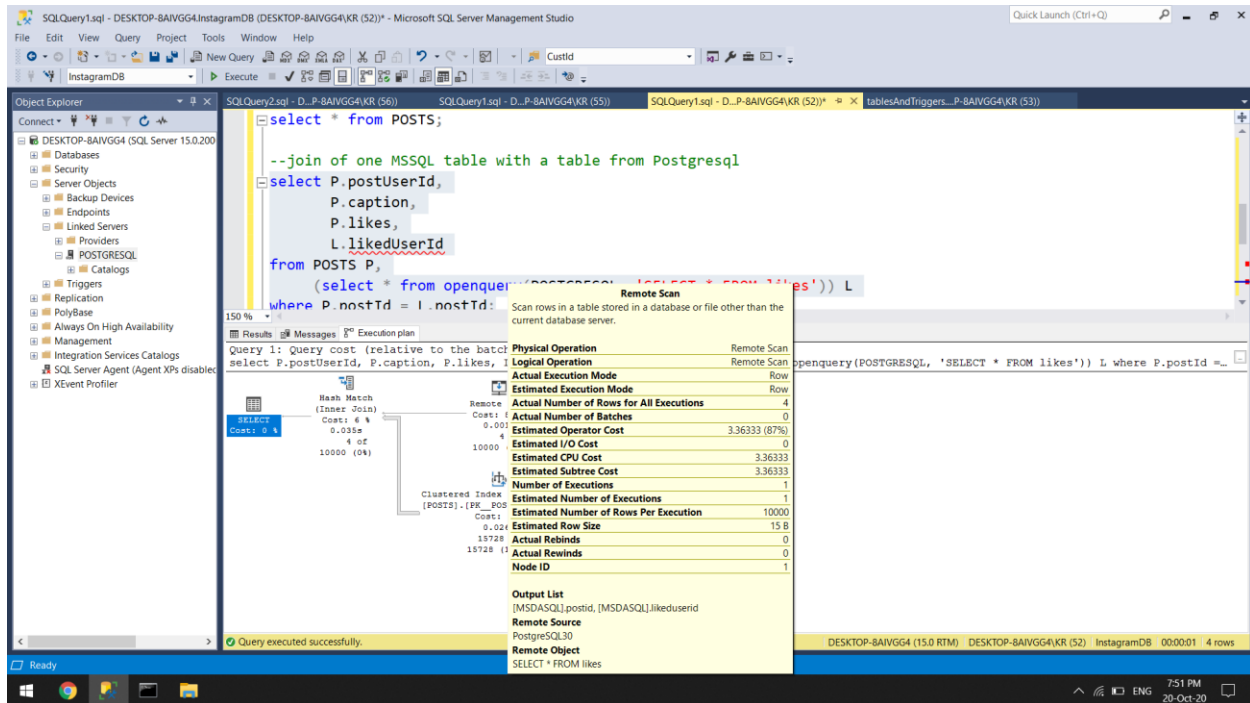 SQLQuery1.sql - DESKTOP-8AIVGG4.InstagramDB (DESKTOP-8AIVGG4\KR (52))* - Microsoft SQL Server Management Studio
Quick Launch (Ctrl+Q)
File Edit View Query Project Tools Window Help
New Query
CustId
InstagramDB
Execute
Object Explorer
SQLQuery2.sql - D...P-8AIVGG4\KR (56))
SQLQuery1.sql - D...P-8AIVGG4\KR (55))
SQLQuery1.sql - D...P-8AIVGG4\KR (52))*
tablesAndTriggers....P-8AIVGG4\KR (53))
Connect
DESKTOP-8AIVGG4 (SQL Server 15.0.200
Databases
Security
Server Objects
Backup Devices
Endpoints
Linked Servers
Providers
POSTGRESQL
Catalogs
Triggers
Replication
PolyBase
Always On High Availability
Management
Integration Services Catalogs
SQL Server Agent (Agent XPs disabled
XEvent Profiler
select * from POSTS;
--join of one MSSQL table with a table from Postgresql
select P.postUserId,
P.caption,
P.likes,
L.likedUserId
from POSTS P,
(select * from openquery(POSTGRESQL, 'SELECT * FROM likes')) L
where P.postId = L.postId;
150 %
Results Messages Execution plan
Query 1: Query cost (relative to the batch
select P.postUserId, P.caption, P.likes, openquery(POSTGRESQL, 'SELECT * FROM likes')) L where P.postId =...
SELECT
Cost: 0 %
Hash Match
(Inner Join)
Cost: 6 %
0.035s
4 of
10000 (0%)
Remote
Cost:
0.00
4
10000
Clustered Index
[POSTS].[PK__POS
Cost:
0.02
15728
15728
Remote Scan
Scan rows in a table stored in a database or file other than the
current database server.
Physical Operation Remote Scan
Logical Operation Remote Scan
Actual Execution Mode Row
Estimated Execution Mode Row
Actual Number of Rows for All Executions 4
Actual Number of Batches 0
Estimated Operator Cost 3.36333 (87%)
Estimated I/O Cost 0
Estimated CPU Cost 3.36333
Estimated Subtree Cost 3.36333
Number of Executions 1
Estimated Number of Executions 1
Estimated Number of Rows Per Execution 10000
Estimated Row Size 15 B
Actual Rebinds 0
Actual Rewinds 0
Node ID 1
Output List
[MSDASQL].postid, [MSDASQL].likeduserid
Remote Source
PostgreSQL30
Remote Object
SELECT * FROM likes
Query executed successfully.
DESKTOP-8AIVGG4 (15.0 RTM) DESKTOP-8AIVGG4\KR (52) InstagramDB 00:00:01 4 rows
Ready
ENG
7:51 PM
20-Oct-20